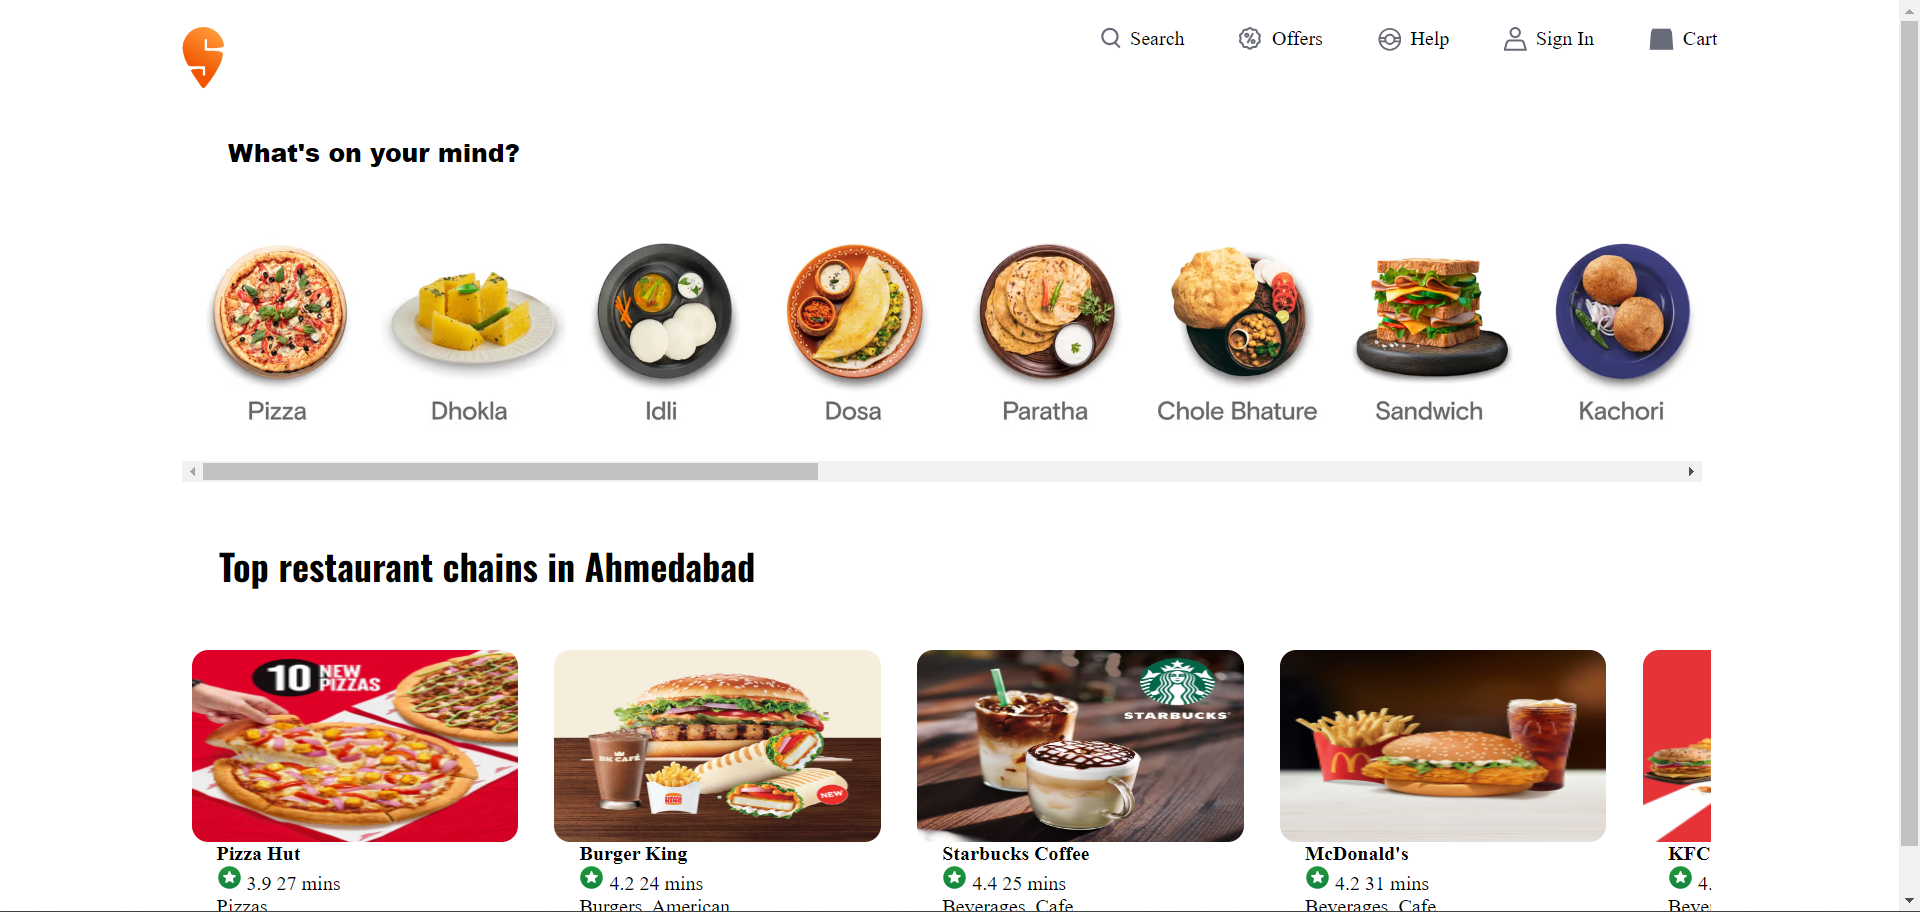 Search Offers Help Sign In Cart
What's on your mind?
Pizza Dhokla Idli Dosa Paratha Chole Bhature Sandwich Kachori
Top restaurant chains in Ahmedabad
10 NEW PIZZAS
BK CAFÉ
BURGER KING
NEW
STARBUCKS
Pizza Hut Burger King Starbucks Coffee McDonald's KFC
3.9 27 mins 4.2 24 mins 4.4 25 mins 4.2 31 mins 4.
Pizzas Burgers, American Beverages, Cafe Beverages, Cafe Bever